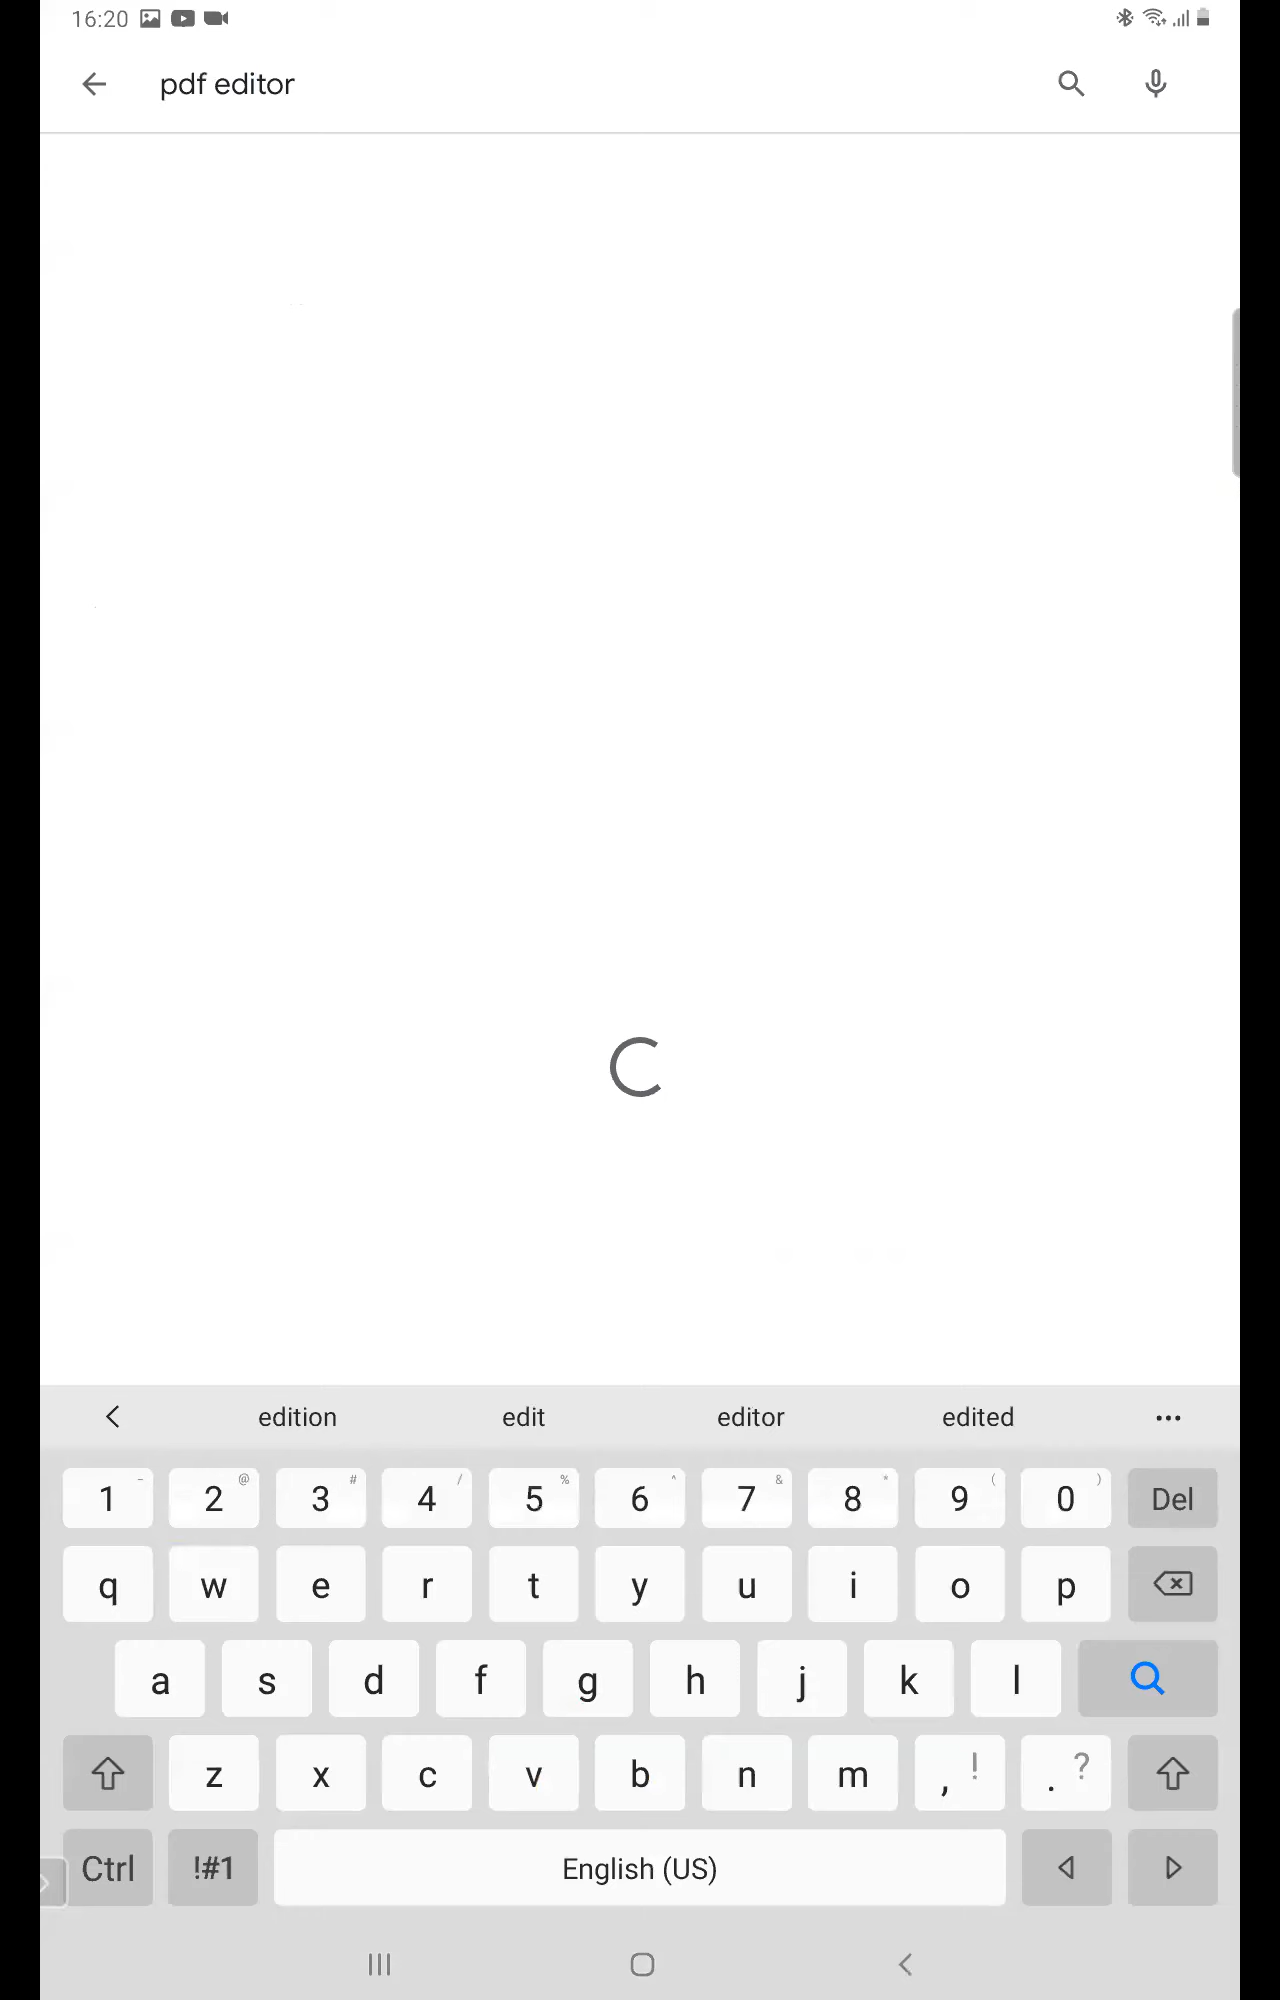 16:20
pdf editor
edition edit editor edited ...
1 - 2 @ 3 # 4 / 5 % 6 ^ 7 & 8 * 9 ( 0 ) Del
q w e r t y u i o p
a s d f g h j k l
z x c v b n m , ! . ?
Ctrl !#1 English (US)